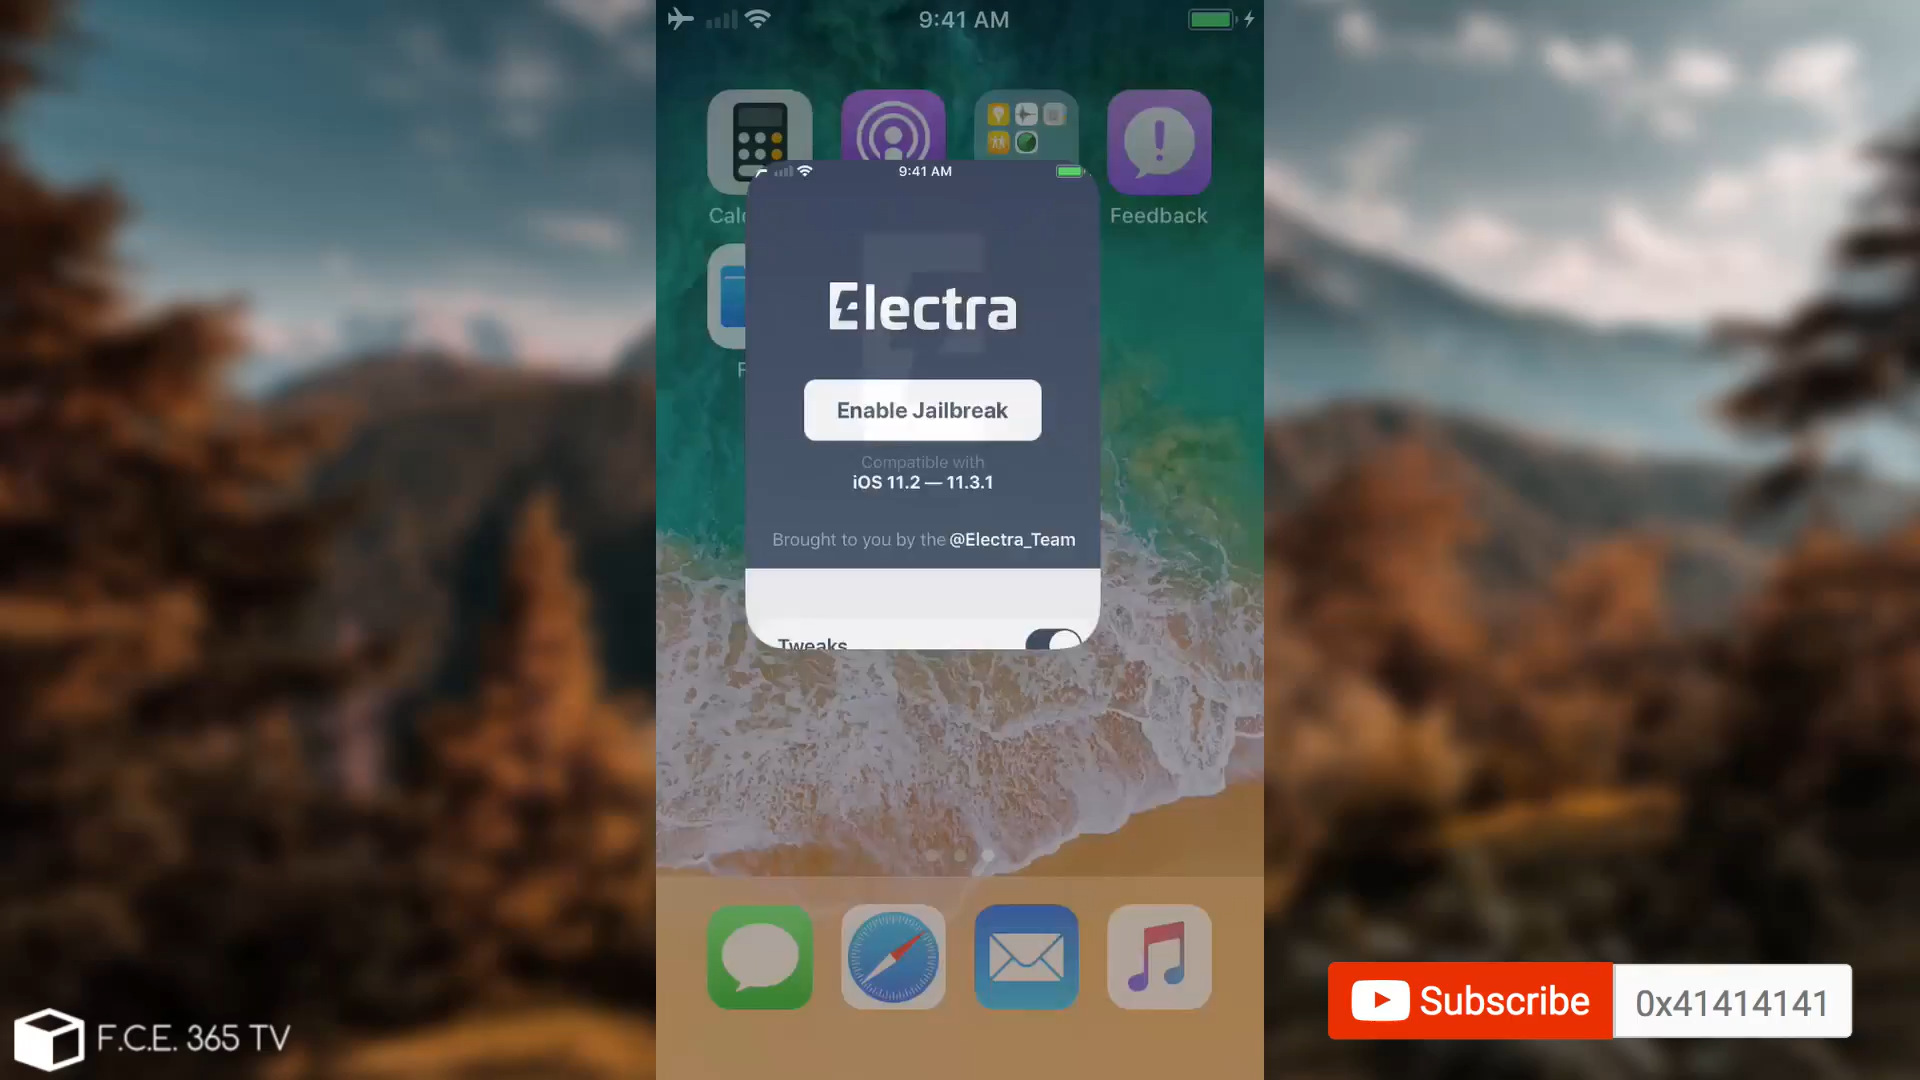 9:41 AM
9:41 AM
Calc
Feedback
F
Electra
Enable Jailbreak
Compatible with
iOS 11.2 — 11.3.1
Brought to you by the @Electra_Team
Tweaks
F.C.E. 365 TV
Subscribe
0x41414141